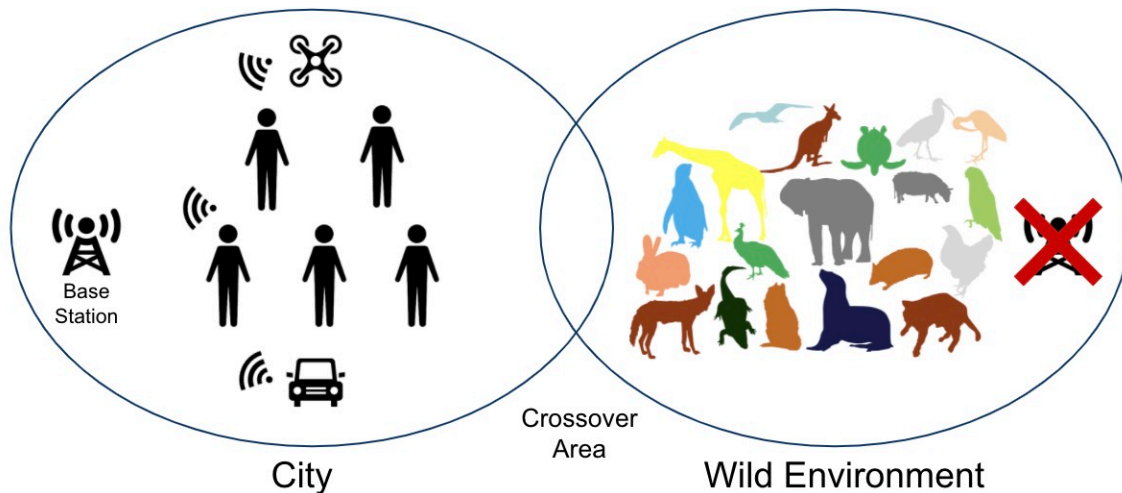 Base
Station
Crossover
Area
City
Wild Environment